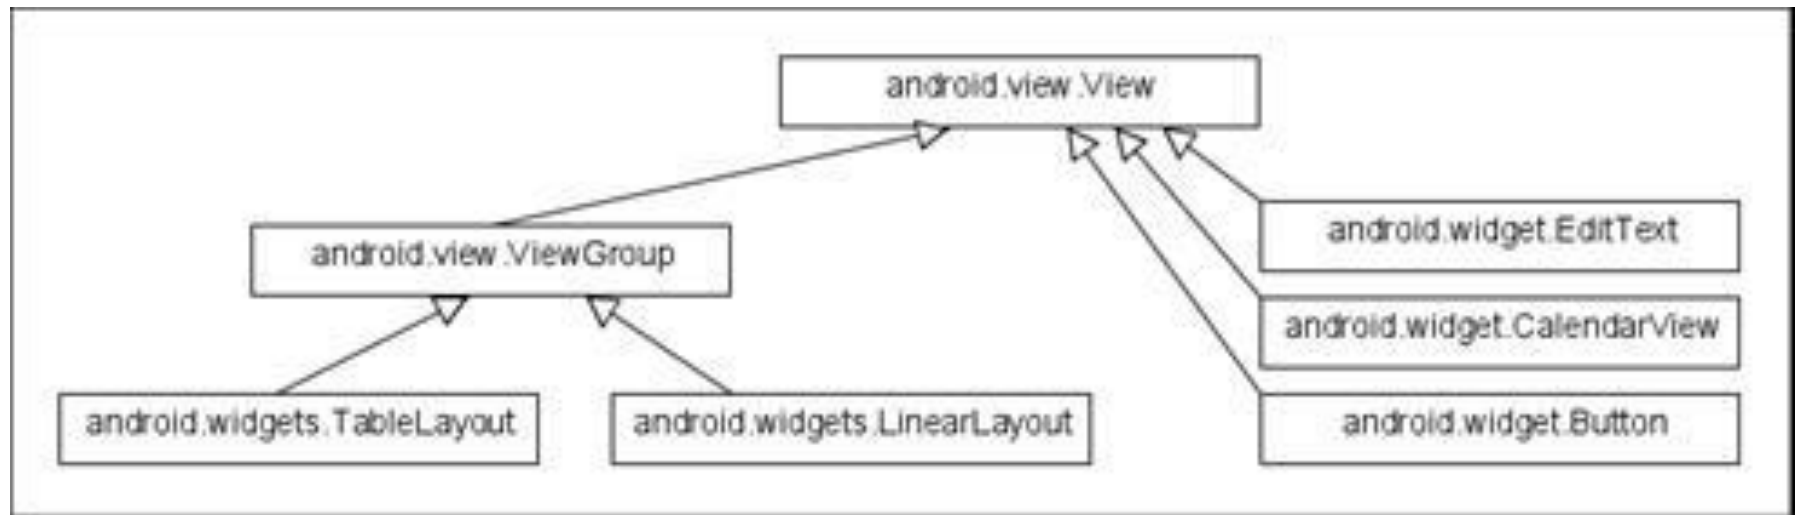 android.view.View
android.widget.EditText
android.view.ViewGroup
android.widget.CalendarView
android.widgets.TableLayout
android.widgets.LinearLayout
android.widget.Button